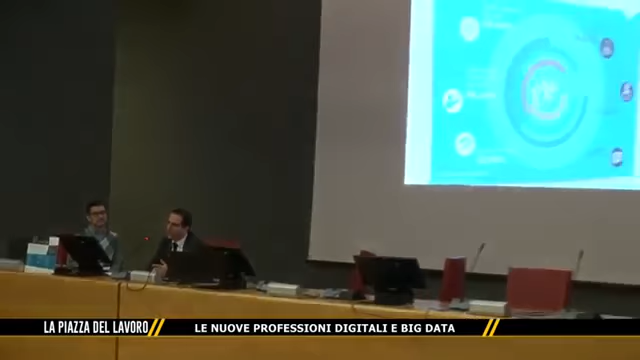 LA PIAZZA DEL LAVORO// LE NUOVE PROFESSIONI DIGITALI E BIG DATA //